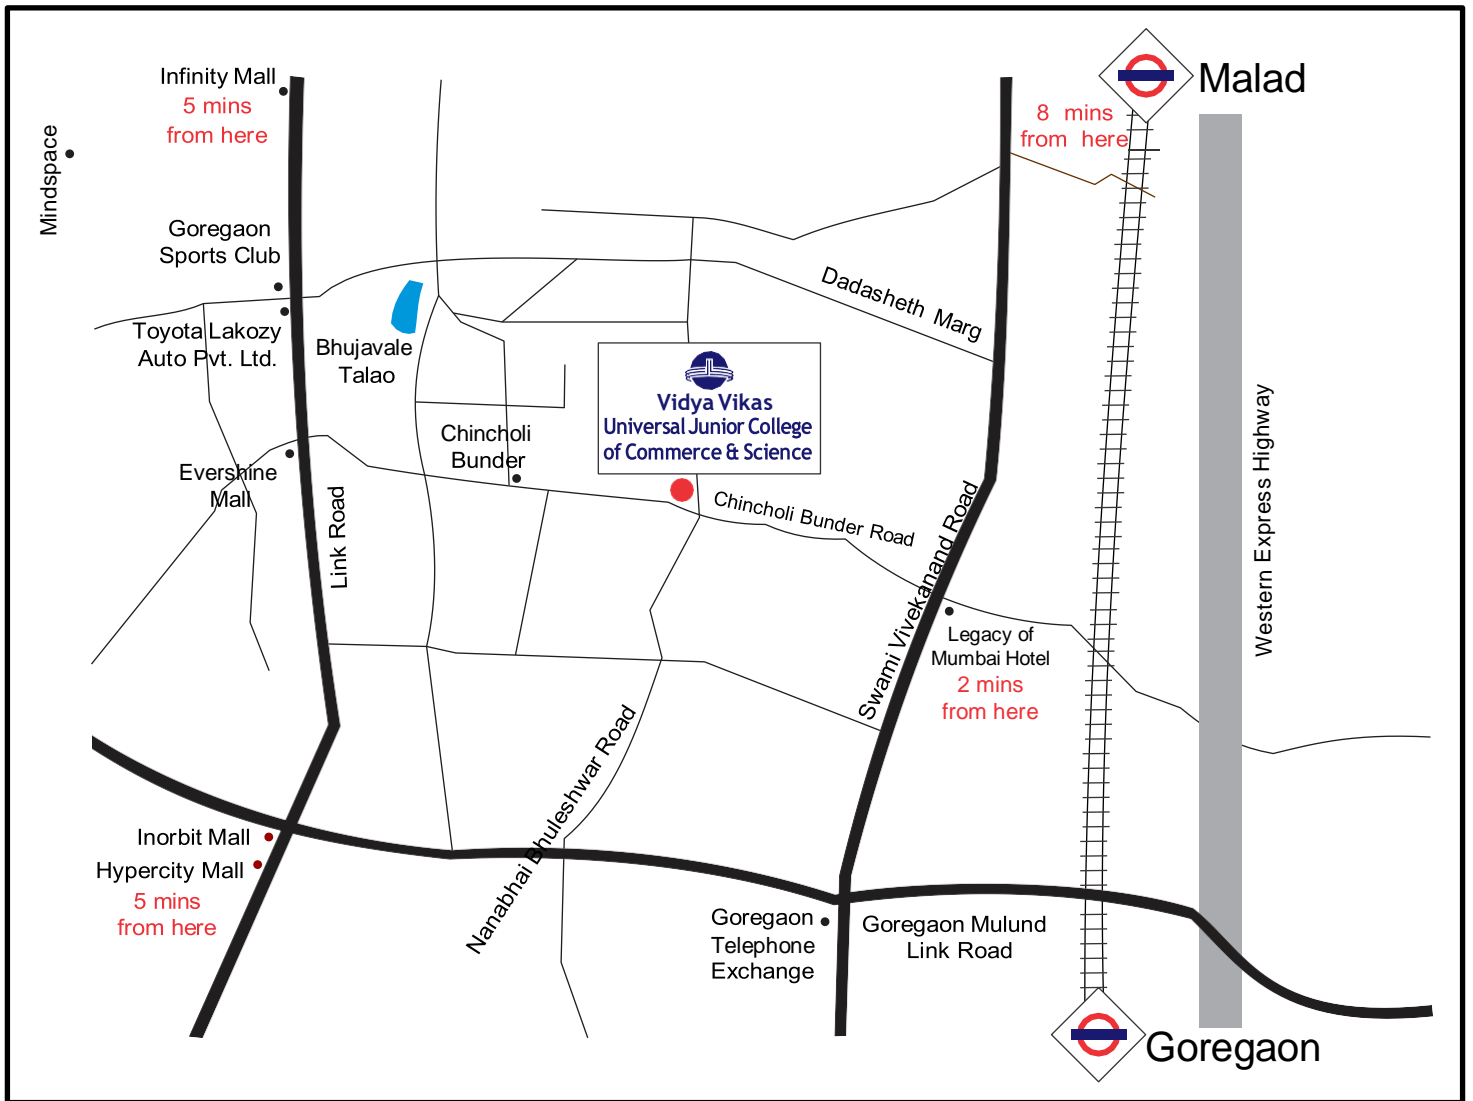 Malad
Infinity Mall
5 mins
from here
8 mins
from here
Mindspace
Goregaon
Sports Club
Dadasheth Marg
Toyota Lakozy
Auto Pvt. Ltd.
Bhujavale
Talao
Vidya Vikas
Universal Junior College
of Commerce & Science
Chincholi
Bunder
Evershine
Mall
Link Road
Chincholi Bunder Road
Swami Vivekanand Road
Western Express Highway
Legacy of
Mumbai Hotel
2 mins
from here
Nanabhai Bhuleshwar Road
Inorbit Mall
Hypercity Mall
5 mins
from here
Goregaon
Telephone
Exchange
Goregaon Mulund
Link Road
Goregaon